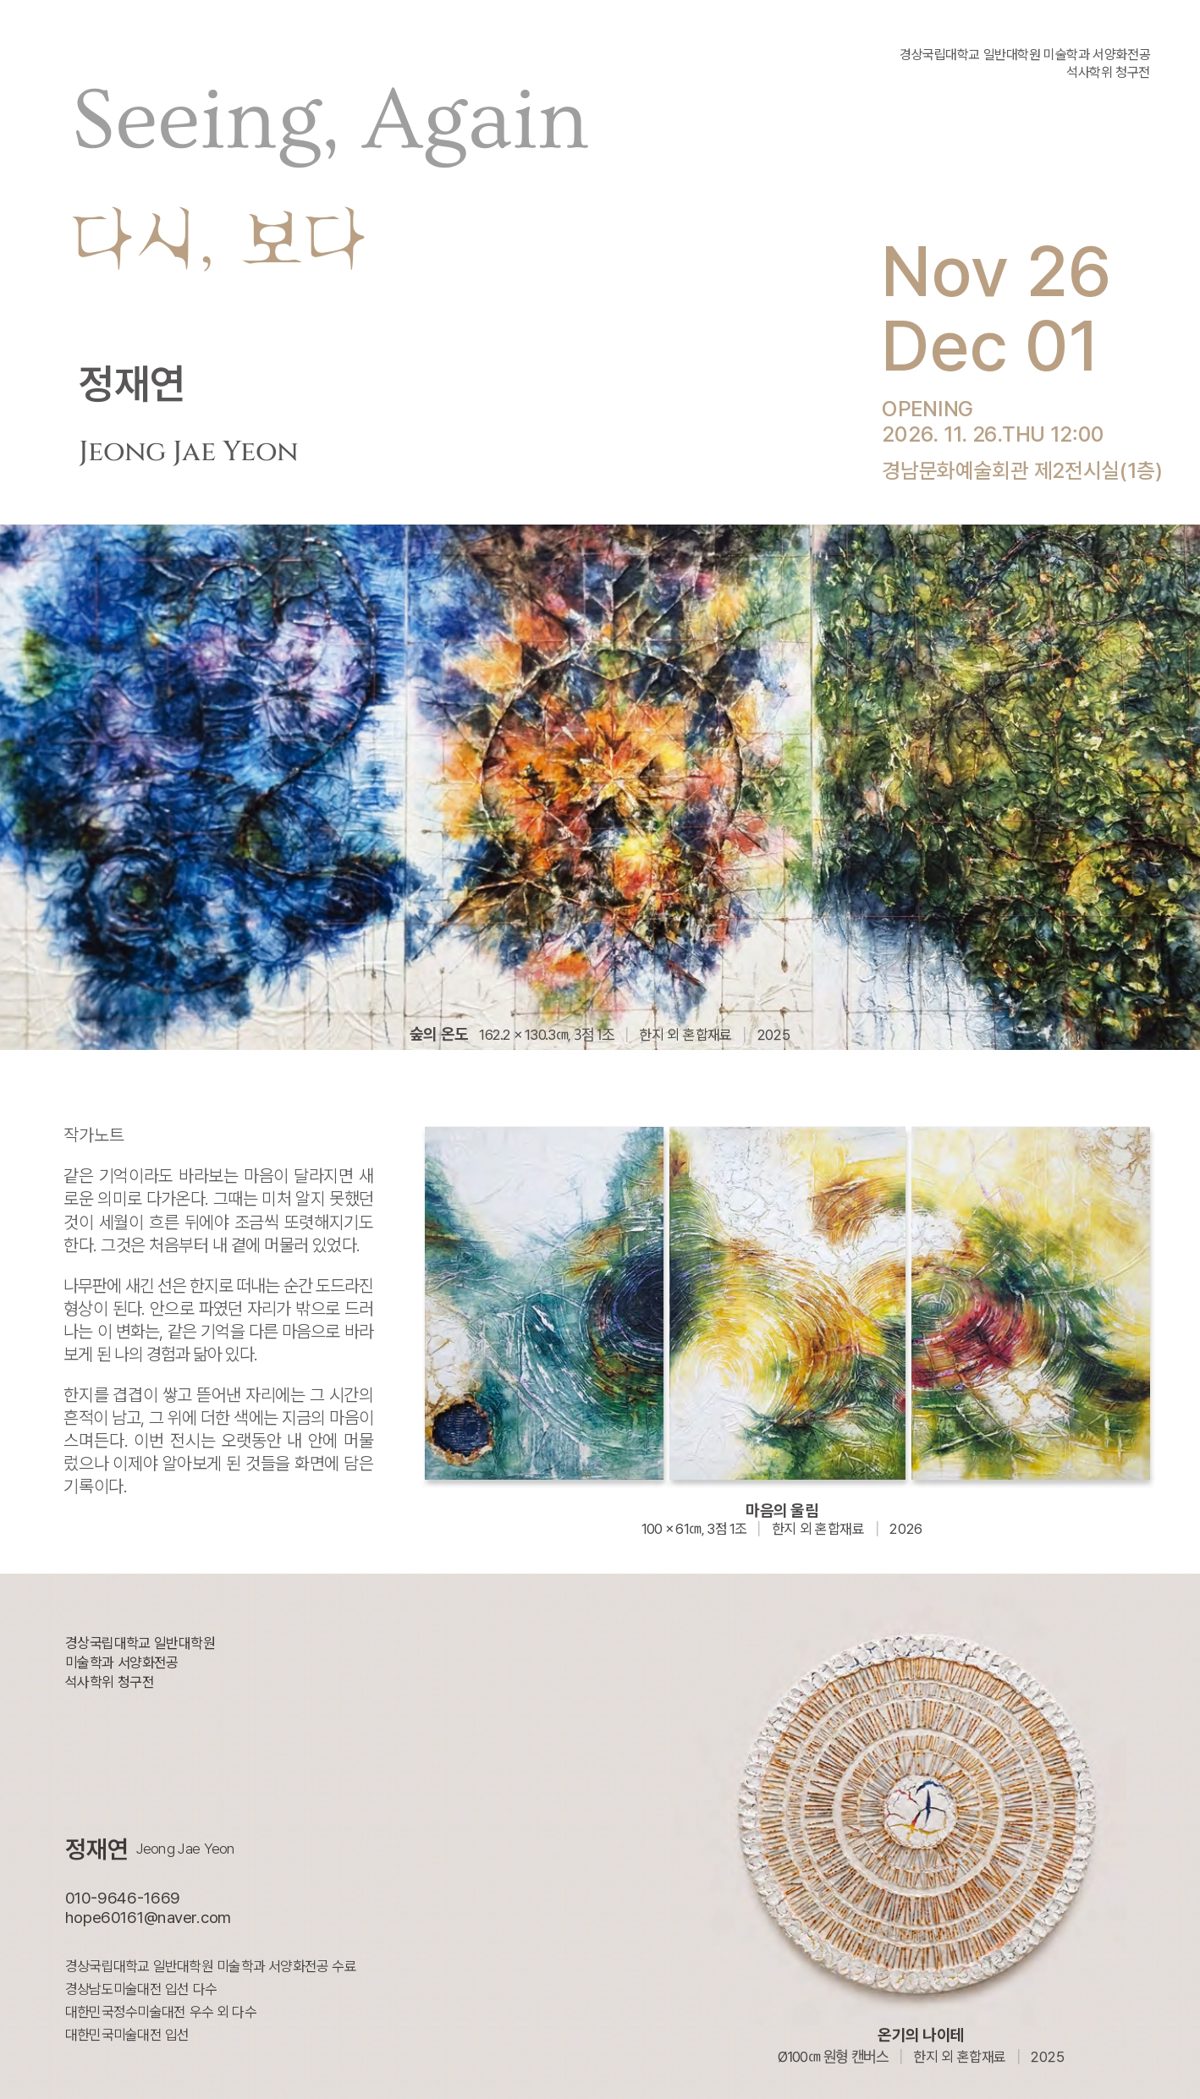 경상국립대학교 일반대학원 미술학과 서양화전공
석사학위 청구전
Seeing, Again
다시, 보다
정재연
JEONG JAE YEON
Nov 26
Dec 01
OPENING
2026. 11. 26.THU 12:00
경남문화예술회관 제2전시실(1층)
숲의 온도 162.2 × 130.3㎝, 3점 1조 | 한지 외 혼합재료 | 2025
작가노트
같은 기억이라도 바라보는 마음이 달라지면 새
로운 의미로 다가온다. 그때는 미처 알지 못했던
것이 세월이 흐른 뒤에야 조금씩 또렷해지기도
한다. 그것은 처음부터 내 곁에 머물러 있었다.
나무판에 새긴 선은 한지로 떠내는 순간 도드라진
형상이 된다. 안으로 파였던 자리가 밖으로 드러
나는 이 변화는, 같은 기억을 다른 마음으로 바라
보게 된 나의 경험과 닮아 있다.
한지를 겹겹이 쌓고 뜯어낸 자리에는 그 시간의
흔적이 남고, 그 위에 더한 색에는 지금의 마음이
스며든다. 이번 전시는 오랫동안 내 안에 머물
렀으나 이제야 알아보게 된 것들을 화면에 담은
기록이다.
마음의 울림
100 × 61㎝, 3점 1조 | 한지 외 혼합재료 | 2026
경상국립대학교 일반대학원
미술학과 서양화전공
석사학위 청구전
정재연 Jeong Jae Yeon
010-9646-1669
hope60161@naver.com
경상국립대학교 일반대학원 미술학과 서양화전공 수료
경상남도미술대전 입선 다수
대한민국정수미술대전 우수 외 다수
대한민국미술대전 입선
온기의 나이테
Ø100㎝ 원형 캔버스 | 한지 외 혼합재료 | 2025